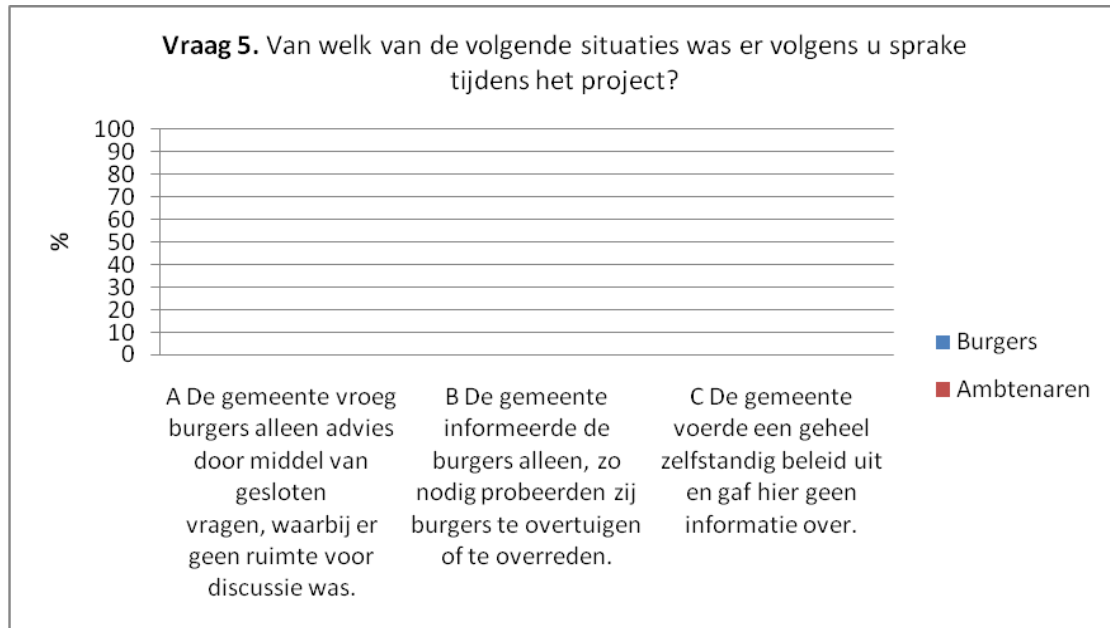 Vraag 5. Van welk van de volgende situaties was er volgens u sprake
tijdens het project?
100
90
80
70
60
50
40
30
20
10
0
%
A De gemeente vroeg
burgers alleen advies
door middel van
gesloten
vragen, waarbij er
geen ruimte voor
discussie was.
B De gemeente
informeerde de
burgers alleen, zo
nodig probeerden zij
burgers te overtuigen
of te overreden.
C De gemeente
voerde een geheel
zelfstandig beleid uit
en gaf hier geen
informatie over.
Burgers
Ambtenaren